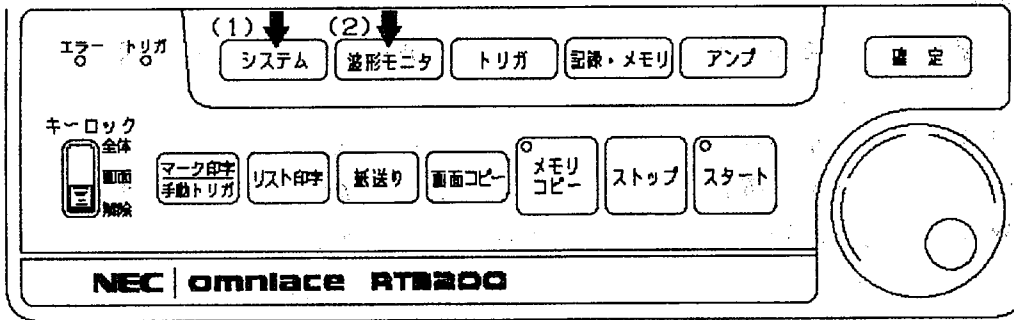 (1) (2)
エラー トリガ
システム 波形モニタ トリガ 記録・メモリ アンプ 確定
キーロック
全体
画面
解除
マーク印字
手動トリガ
リスト印字 紙送り 画面コピー
メモリ
コピー
ストップ スタート
NEC omniace RT3200